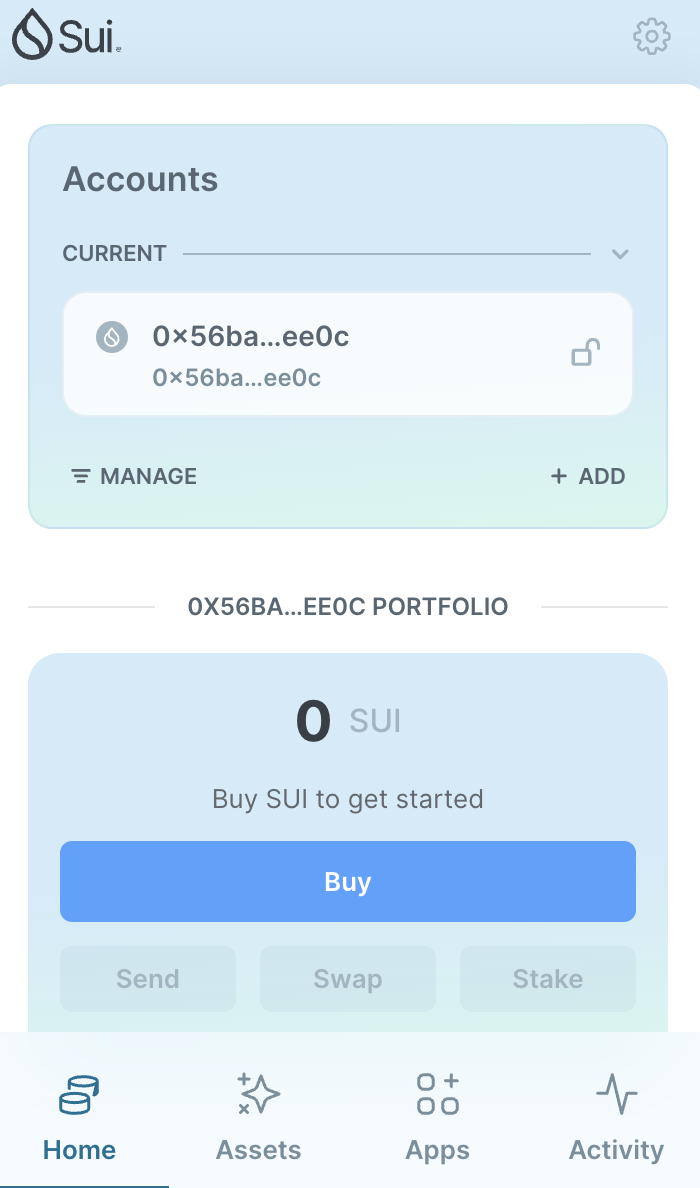 Sui
Accounts
CURRENT
0×56ba…ee0c
0×56ba…ee0c
MANAGE
+ ADD
0X56BA…EE0C PORTFOLIO
0 SUI
Buy SUI to get started
Buy
Send Swap Stake
Home Assets Apps Activity